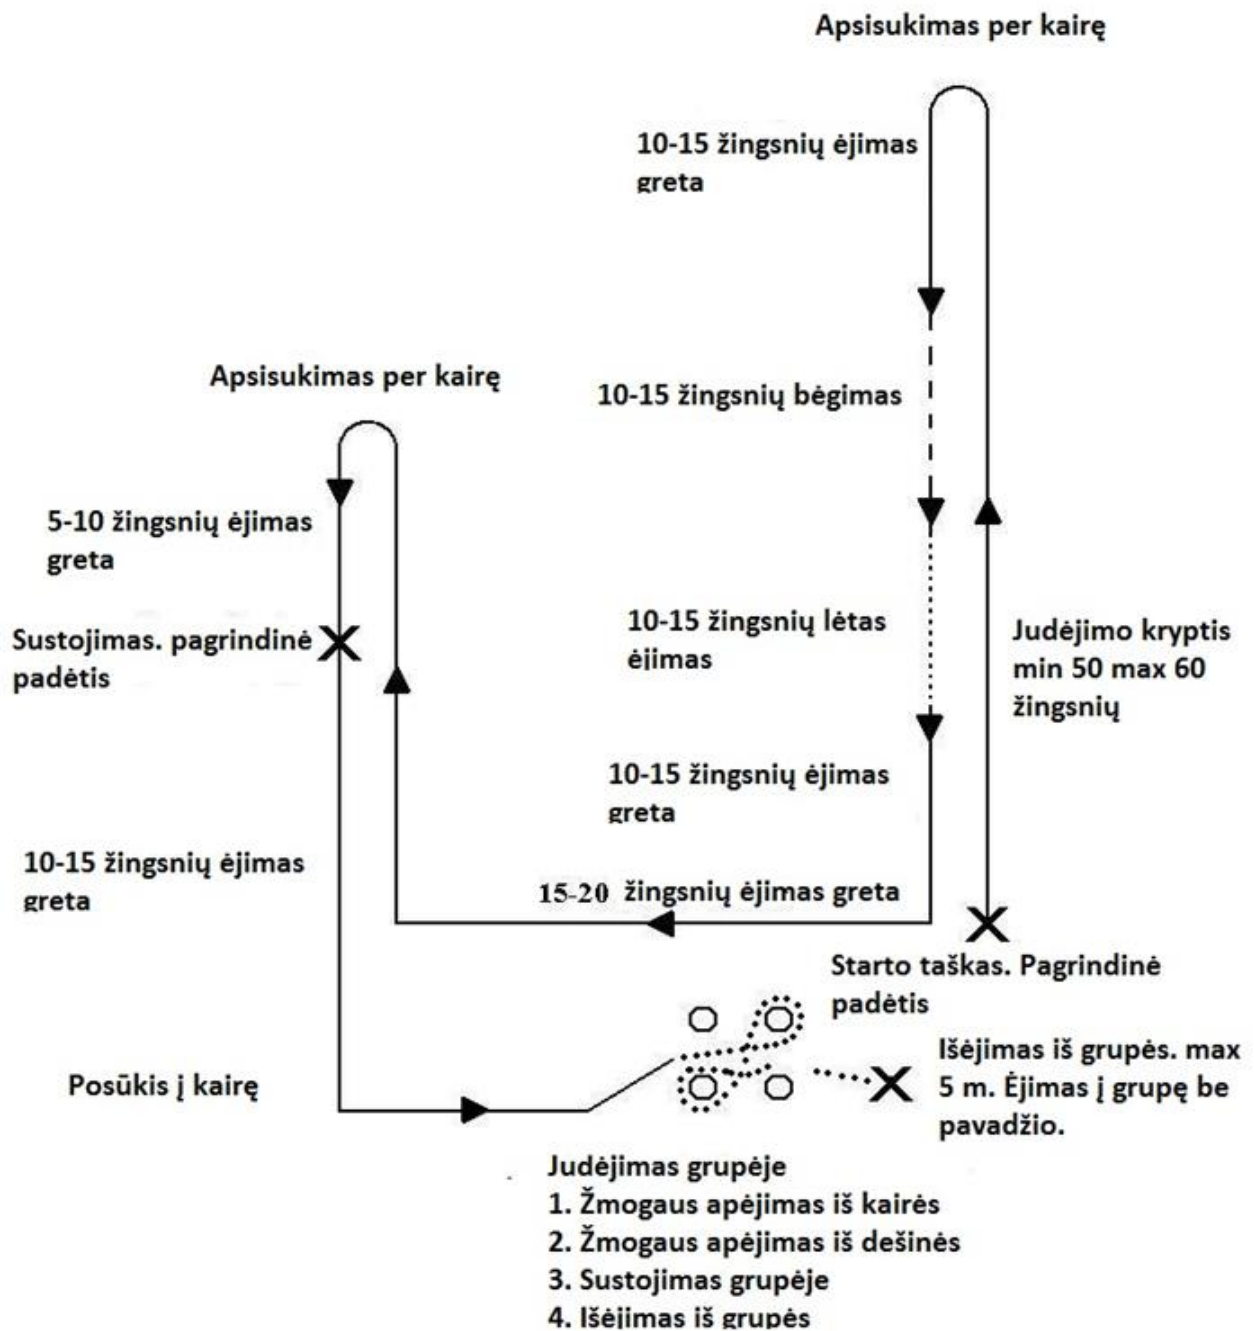 Apsisukimas per kairę
10-15 žingsnių ėjimas
greta
Apsisukimas per kairę
10-15 žingsnių bėgimas
5-10 žingsnių ėjimas
greta
Sustojimas. pagrindinė
padėtis
10-15 žingsnių lėtas
ėjimas
Judėjimo kryptis
min 50 max 60
žingsnių
10-15 žingsnių ėjimas
greta
10-15 žingsnių ėjimas
greta
15-20 žingsnių ėjimas greta
Starto taškas. Pagrindinė
padėtis
Išėjimas iš grupės. max
5 m. Ėjimas į grupę be
pavadžio.
Posūkis į kairę
Judėjimas grupėje
1. Žmogaus apėjimas iš kairės
2. Žmogaus apėjimas iš dešinės
3. Sustojimas grupėje
4. Išėjimas iš grupės